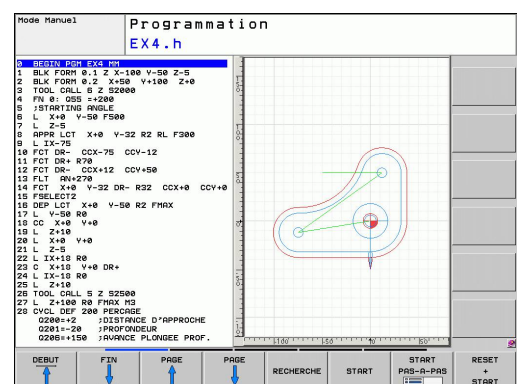 Mode Manuel
Programmation
EX4.h
0 BEGIN PGM EX4 MM
1 BLK FORM 0.1 Z X-100 Y-50 Z-5
2 BLK FORM 0.2 X+50 Y+100 Z+0
3 TOOL CALL 6 Z S2000
4 FN 0: Q55 =+200
5 ;STARTING ANGLE
6 L X+0 Y-50 F500
7 L Z-5
8 APPR LCT X+0 Y-32 R2 RL F300
9 L IX-75
10 FCT DR- CCX-75 CCY-12
11 FCT DR+ R70
12 FCT DR- CCX+12 CCY+50
13 FLT AN+270
14 FCT X+0 Y-32 DR- R32 CCX+0 CCY+0
15 FSELECT2
16 DEP LCT X+0 Y-50 R2 FMAX
17 L Y-50 R0
18 CC X+0 Y+0
19 L Z+10
20 L X+0 Y+0
21 L Z-5
22 L IX+18 R0
23 C X+18 Y+0 DR+
24 L IX-18 R0
25 L Z+10
26 TOOL CALL 5 Z S2500
27 L Z+100 R0 FMAX M3
28 CYCL DEF 200 PERCAGE
Q200=+2 ;DISTANCE D'APPROCHE
Q201=-20 ;PROFONDEUR
Q206=+150 ;AVANCE PLONGEE PROF.
DEBUT
FIN
PAGE
PAGE
RECHERCHE
START
START
PAS-A-PAS
RESET
+
START